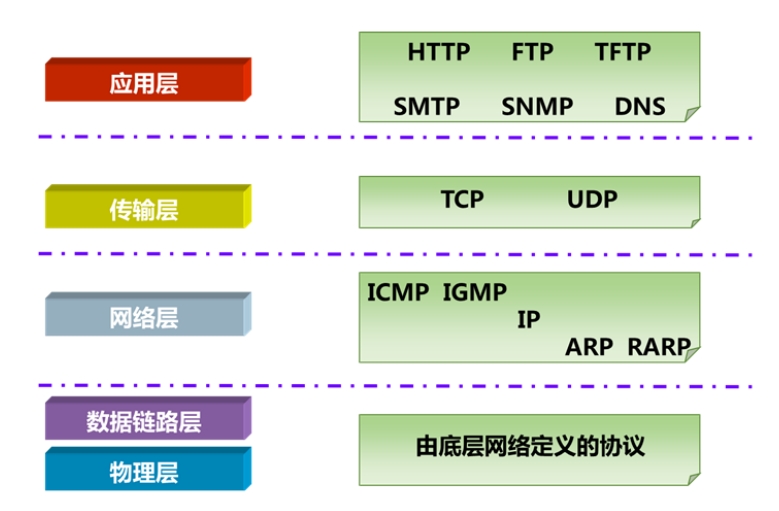 应用层
HTTP FTP TFTP
SMTP SNMP DNS
传输层
TCP UDP
网络层
ICMP IGMP
IP
ARP RARP
数据链路层
物理层
由底层网络定义的协议